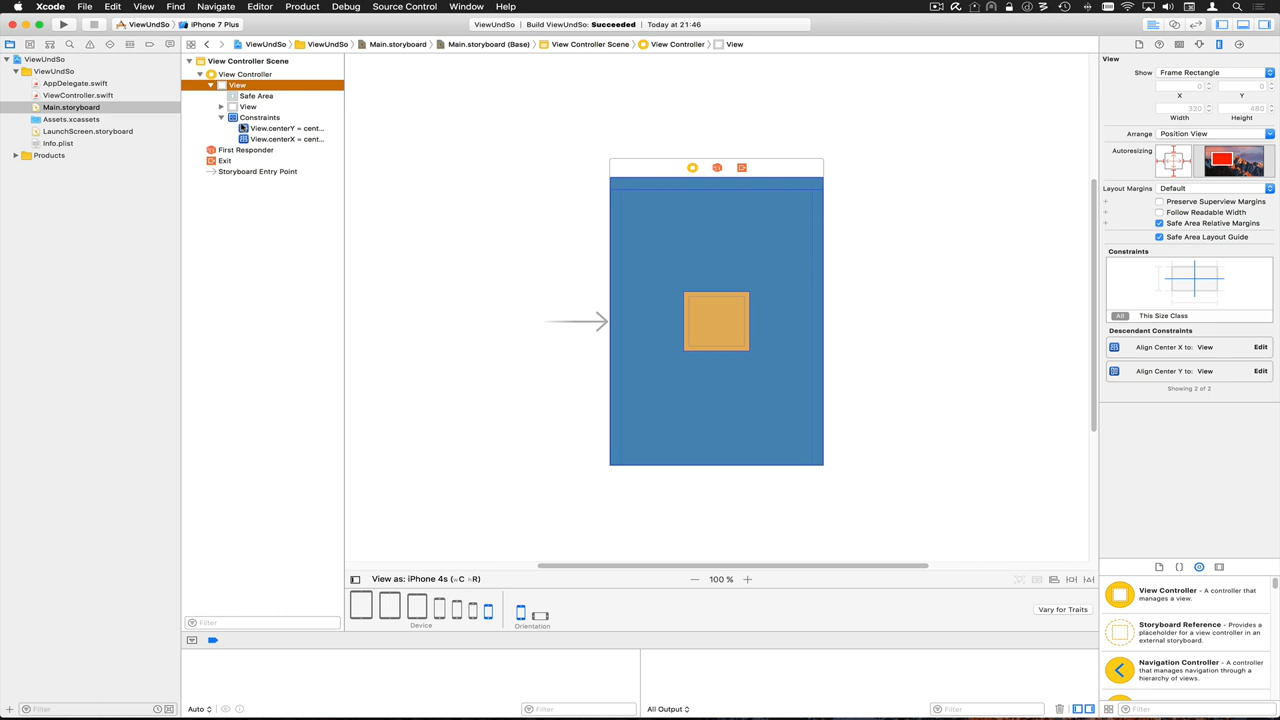 Xcode File Edit View Find Navigate Editor Product Debug Source Control Window Help
ViewUndSo iPhone 7 Plus
ViewUndSo Build ViewUndSo: Succeeded Today at 21:46
ViewUndSo ViewUndSo Main.storyboard Main.storyboard (Base) View Controller Scene View Controller View
ViewUndSo
ViewUndSo
AppDelegate.swift
ViewController.swift
Main.storyboard
Assets.xcassets
LaunchScreen.storyboard
Info.plist
Products
Filter
View Controller Scene
View Controller
View
Safe Area
View
Constraints
View.centerY = cent...
View.centerX = cent...
First Responder
Exit
Storyboard Entry Point
Filter
View as: iPhone 4s (wC hR)
100 %
Device
Orientation
Vary for Traits
Auto
Filter
All Output
Filter
View
Show Frame Rectangle
0 0
X Y
320 480
Width Height
Arrange Position View
Autoresizing
Layout Margins Default
Preserve Superview Margins
Follow Readable Width
Safe Area Relative Margins
Safe Area Layout Guide
Constraints
All This Size Class
Descendant Constraints
Align Center X to: View Edit
Align Center Y to: View Edit
Showing 2 of 2
View Controller - A controller that
manages a view.
Storyboard Reference - Provides a
placeholder for a view controller in an
external storyboard.
Navigation Controller - A controller
that manages navigation through a
hierarchy of views.
Filter